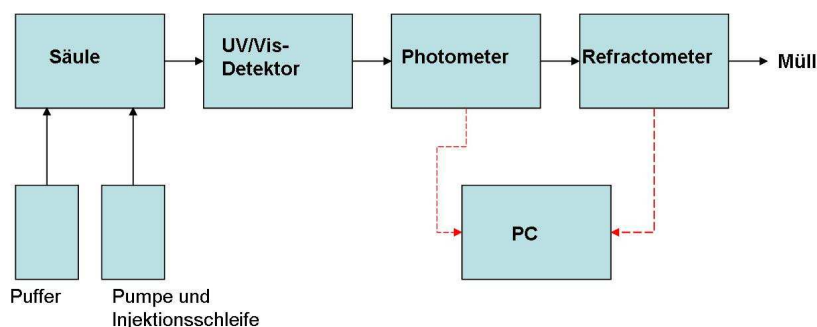 Säule
UV/Vis-
Detektor
Photometer
Refractometer
Müll
PC
Puffer
Pumpe und
Injektionsschleife